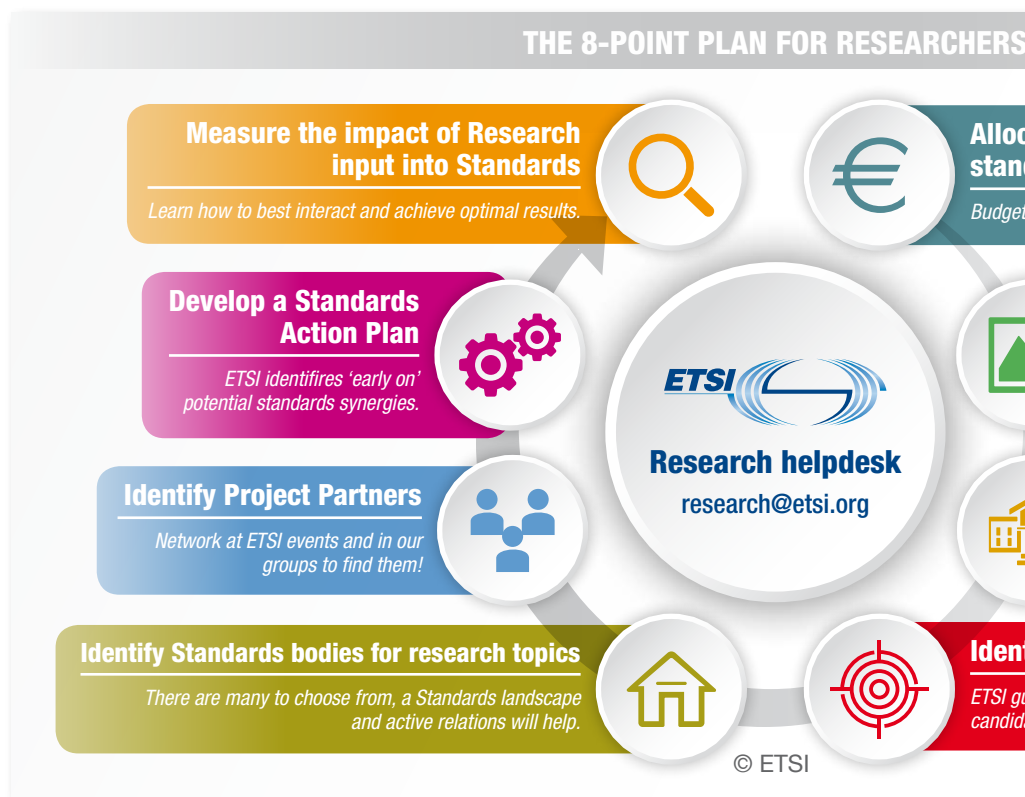 THE 8-POINT PLAN FOR RESEARCHERS
Measure the impact of Research
input into Standards
Learn how to best interact and achieve optimal results.
Budget
Develop a Standards
Action Plan
ETSI identifires ‘early on’
potential standards synergies.
ETSI
Research helpdesk
research@etsi.org
Identify Project Partners
Network at ETSI events and in our
groups to find them!
Identify Standards bodies for research topics
There are many to choose from, a Standards landscape
and active relations will help.
ETSI
© ETSI